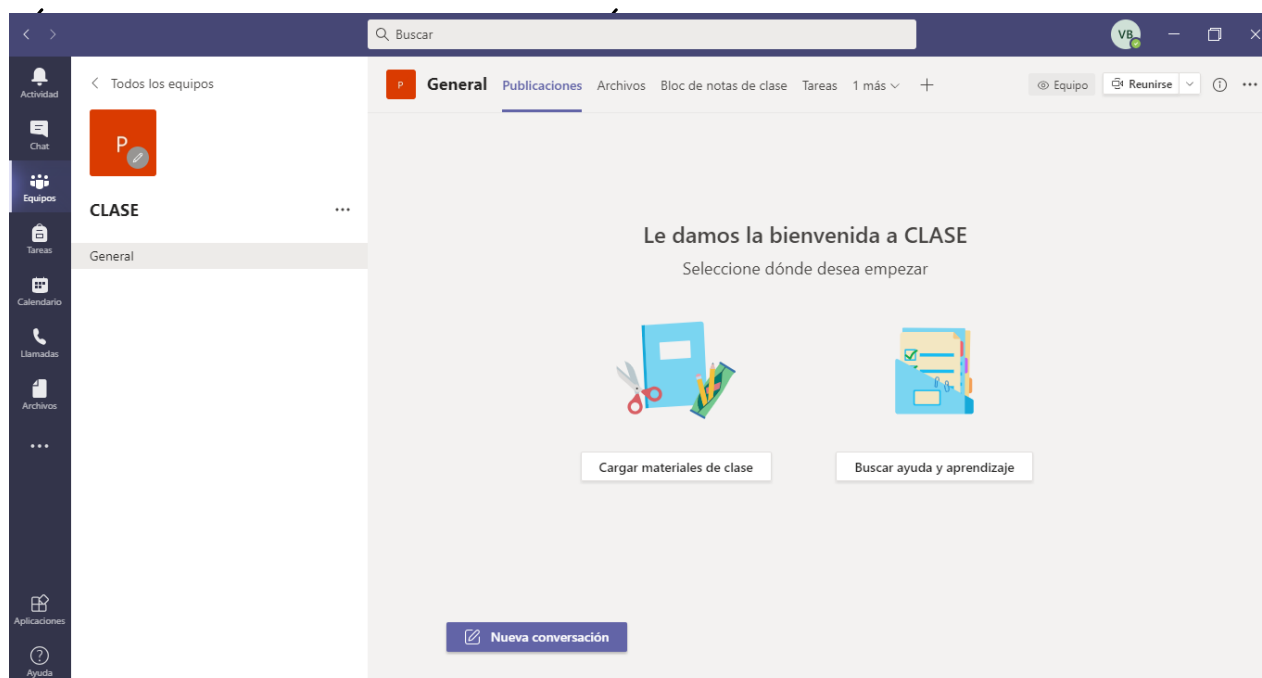 Buscar
VB
Actividad
Chat
Equipos
Tareas
Calendario
Llamadas
Archivos
Aplicaciones
Ayuda
Todos los equipos
P
CLASE
General
P General Publicaciones Archivos Bloc de notas de clase Tareas 1 más Equipo Reunirse
Le damos la bienvenida a CLASE
Seleccione dónde desea empezar
Cargar materiales de clase Buscar ayuda y aprendizaje
Nueva conversación